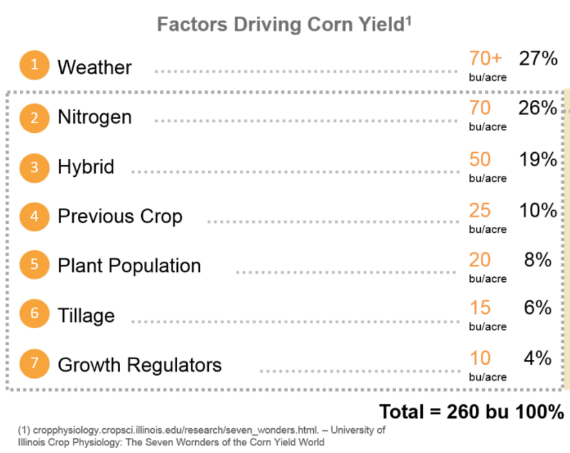 Factors Driving Corn Yield¹
1 Weather 70+ bu/acre 27%
2 Nitrogen 70 bu/acre 26%
3 Hybrid 50 bu/acre 19%
4 Previous Crop 25 bu/acre 10%
5 Plant Population 20 bu/acre 8%
6 Tillage 15 bu/acre 6%
7 Growth Regulators 10 bu/acre 4%
Total = 260 bu 100%
(1) cropphysiology.cropsci.illinois.edu/research/seven_wonders.html. – University of
Illinois Crop Physiology: The Seven Wornders of the Corn Yield World